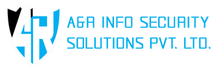 A&R INFO SECURITY
SOLUTIONS PVT. LTD.